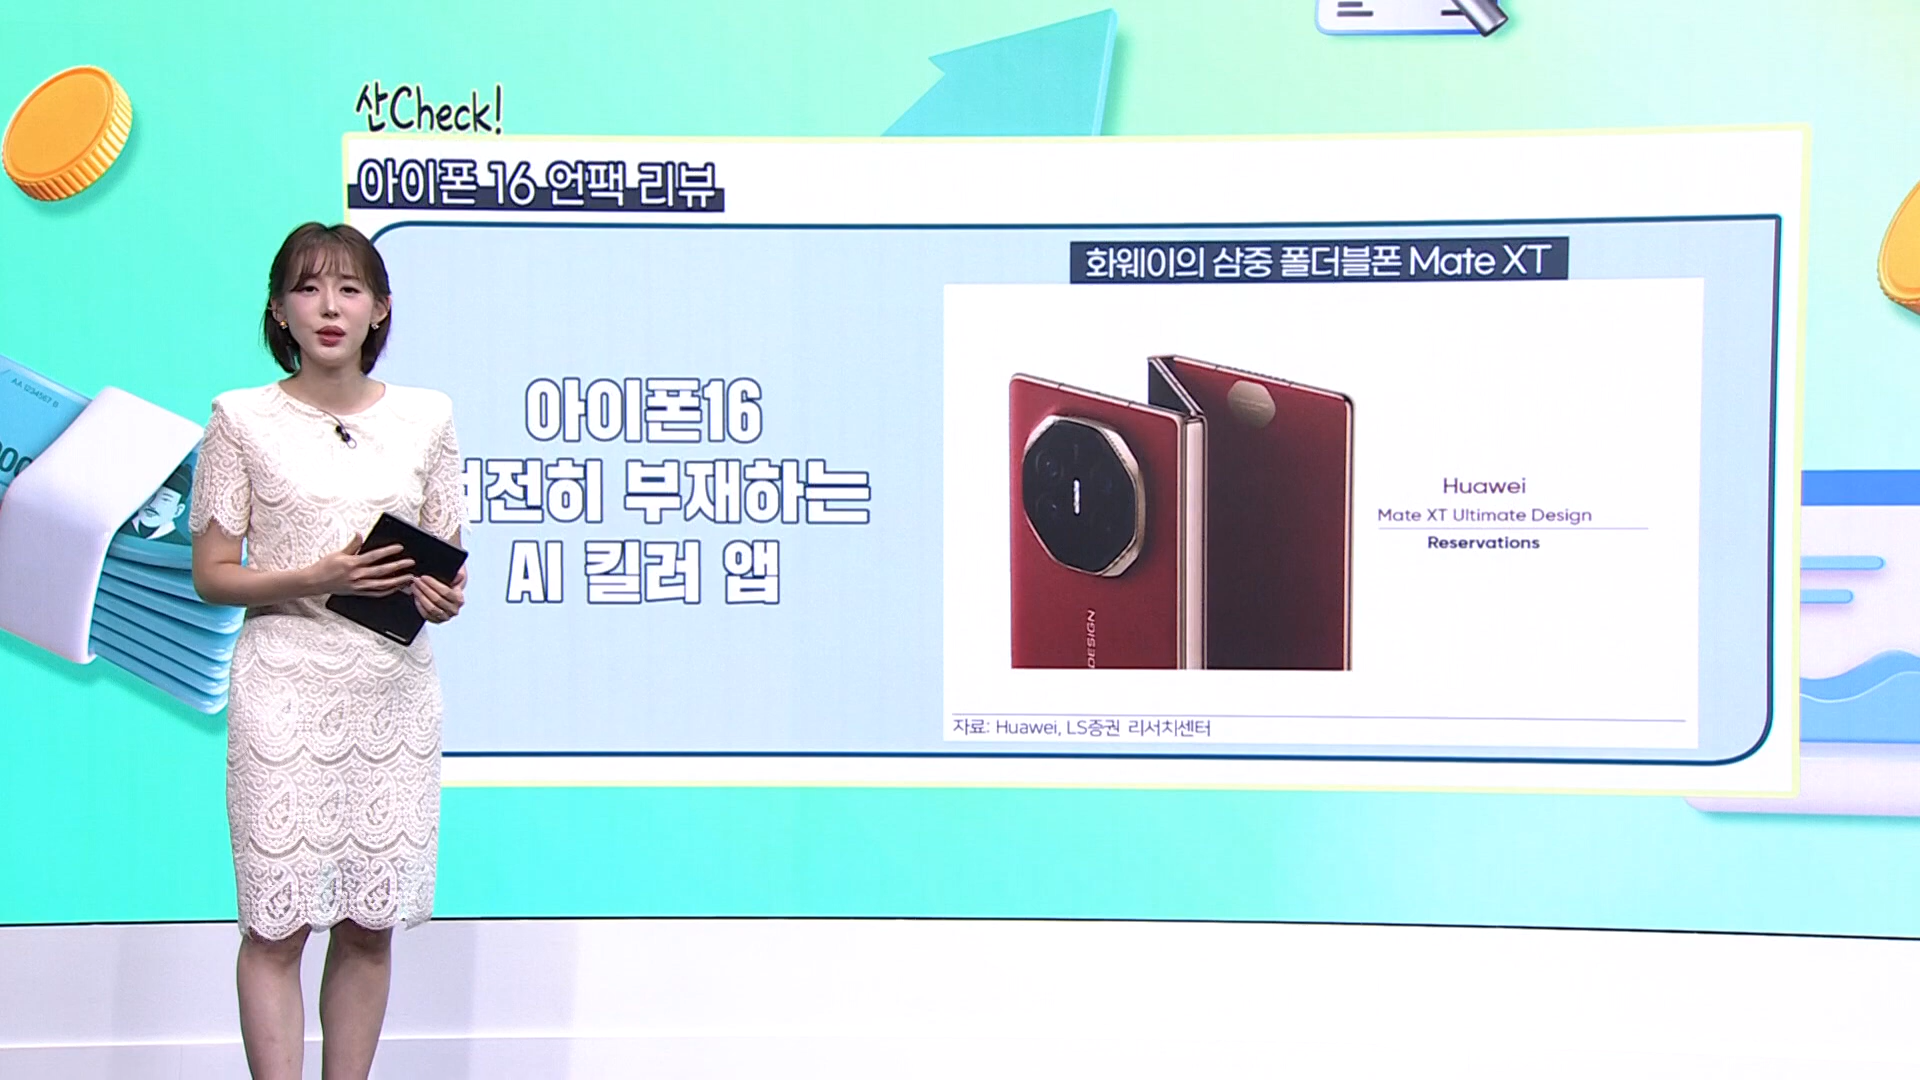 산Check!
아이폰 16 언팩 리뷰
화웨이의 삼중 폴더블폰 Mate XT
아이폰16
부재하는
AI 킬러 앱
Huawei
Mate XT Ultimate Design
Reservations
DESIGN
자료: Huawei, LS증권 리서치센터
AA 1234567 B